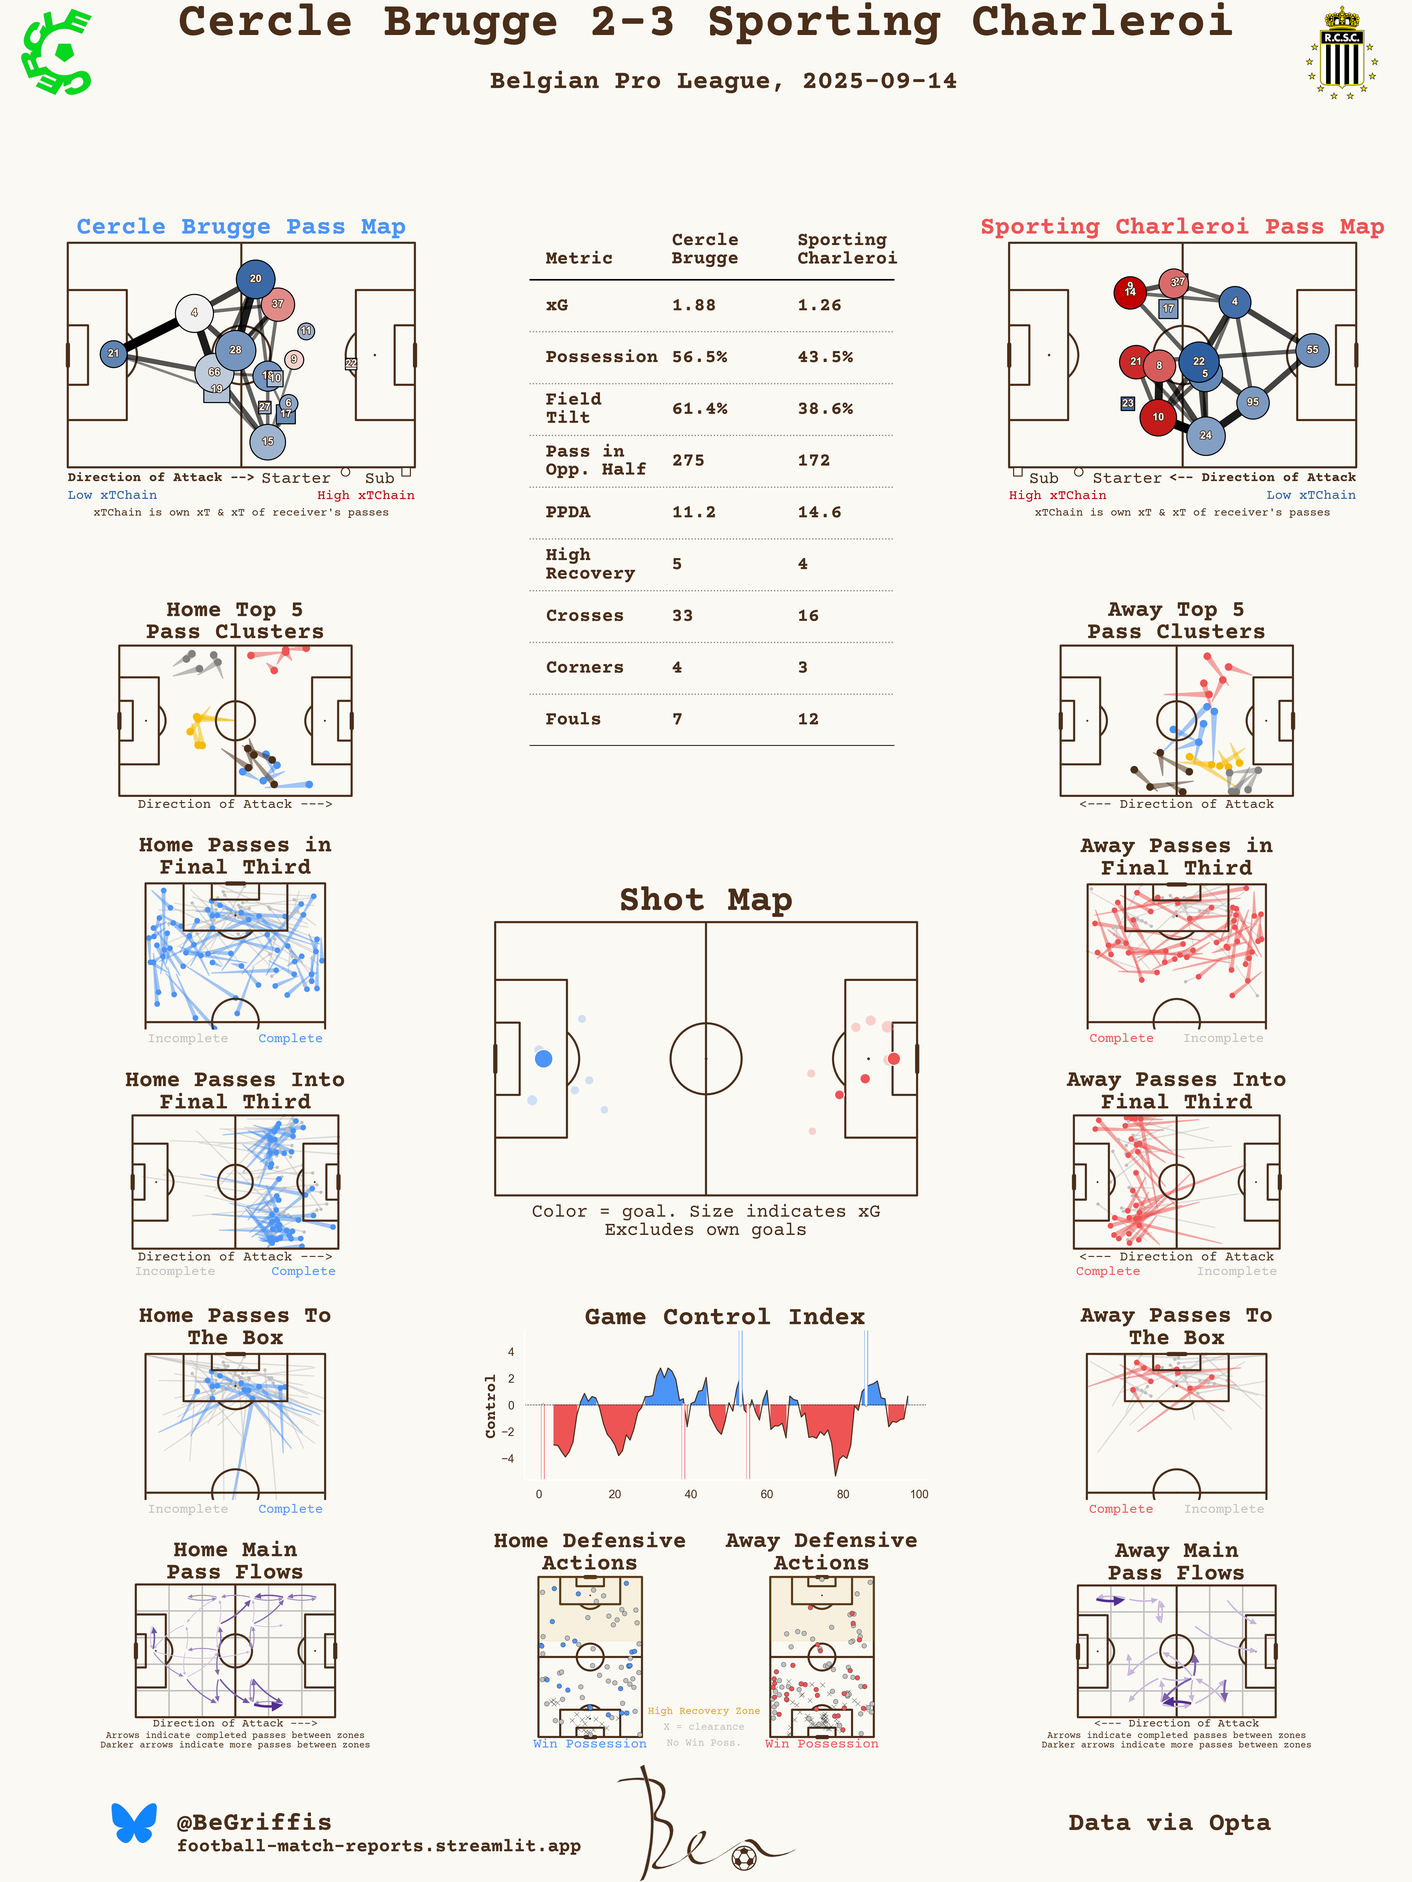 Cercle Brugge 2-3 Sporting Charleroi
Belgian Pro League, 2025-09-14
R.C.S.C.
Cercle Brugge Pass Map
20
37
4
11
28
21
9
22
66
10
19
27
6
17
15
Direction of Attack --> Starter Sub
Low xTChain High xTChain
xTChain is own xT & xT of receiver's passes
Metric Cercle Brugge Sporting Charleroi
xG 1.88 1.26
Possession 56.5% 43.5%
Field Tilt 61.4% 38.6%
Pass in Opp. Half 275 172
PPDA 11.2 14.6
High Recovery 5 4
Crosses 33 16
Corners 4 3
Fouls 7 12
Sporting Charleroi Pass Map
9
14
17
4
55
21
8
22
5
23
10
95
24
Sub Starter <-- Direction of Attack
High xTChain Low xTChain
xTChain is own xT & xT of receiver's passes
Home Top 5
Pass Clusters
Direction of Attack --->
Away Top 5
Pass Clusters
<--- Direction of Attack
Home Passes in
Final Third
Incomplete Complete
Away Passes in
Final Third
Complete Incomplete
Shot Map
Color = goal. Size indicates xG
Excludes own goals
Home Passes Into
Final Third
Direction of Attack --->
Incomplete Complete
Away Passes Into
Final Third
<--- Direction of Attack
Complete Incomplete
Home Passes To
The Box
Incomplete Complete
Game Control Index
Control
4
2
0
−2
−4
0 20 40 60 80 100
Away Passes To
The Box
Complete Incomplete
Home Main
Pass Flows
Direction of Attack --->
Arrows indicate completed passes between zones
Darker arrows indicate more passes between zones
Home Defensive
Actions
Win Possession
High Recovery Zone
X = clearance
No Win Poss.
Away Defensive
Actions
Win Possession
Away Main
Pass Flows
<--- Direction of Attack
Arrows indicate completed passes between zones
Darker arrows indicate more passes between zones
@BeGriffis
football-match-reports.streamlit.app
Ben
Data via Opta